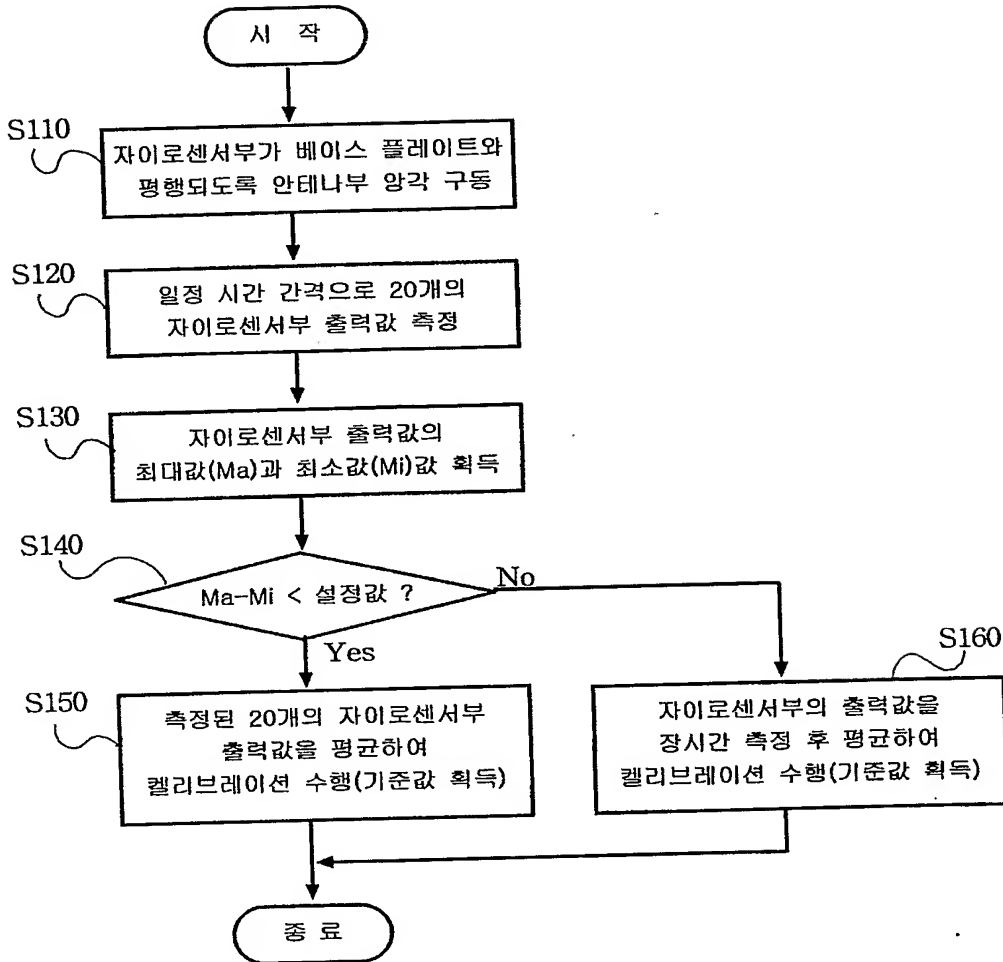 시 작
S110
자이로센서부가 베이스 플레이트와
평행되도록 안테나부 앙각 구동
S120
일정 시간 간격으로 20개의
자이로센서부 출력값 측정
S130
자이로센서부 출력값의
최대값(Ma)과 최소값(Mi)값 획득
S140
Ma-Mi < 설정값 ?
No
Yes
S150
측정된 20개의 자이로센서부
출력값을 평균하여
켈리브레이션 수행(기준값 획득)
S160
자이로센서부의 출력값을
장시간 측정 후 평균하여
켈리브레이션 수행(기준값 획득)
종 료